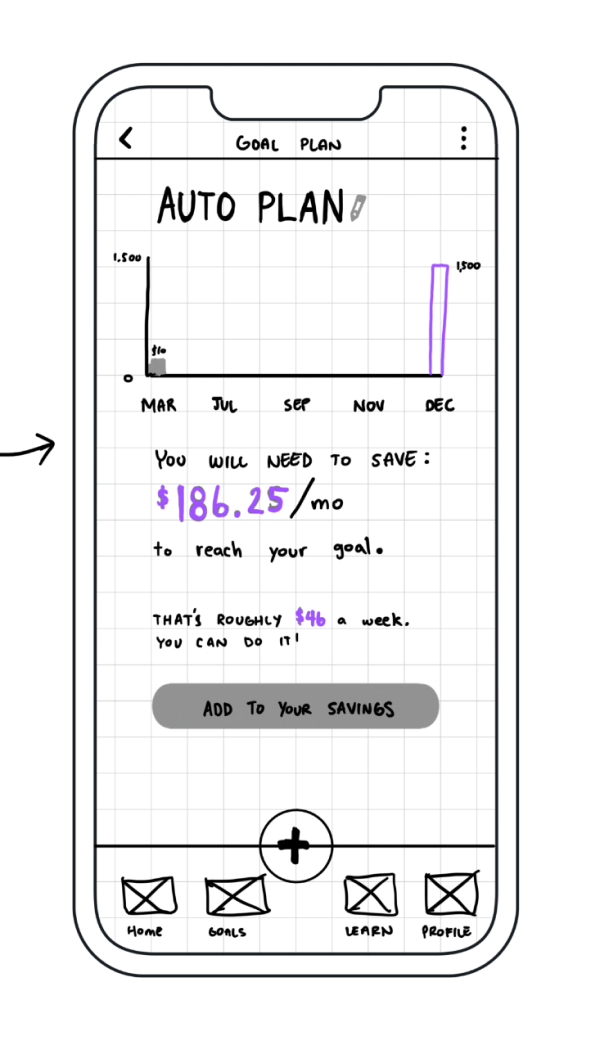 GOAL PLAN
AUTO PLAN
1,500
1,500
$10
0
MAR JUL SEP NOV DEC
YOU WILL NEED TO SAVE:
$186.25/mo
to reach your goal.
THAT'S ROUGHLY $46 a week.
YOU CAN DO IT!
ADD TO YOUR SAVINGS
HOME GOALS LEARN PROFILE